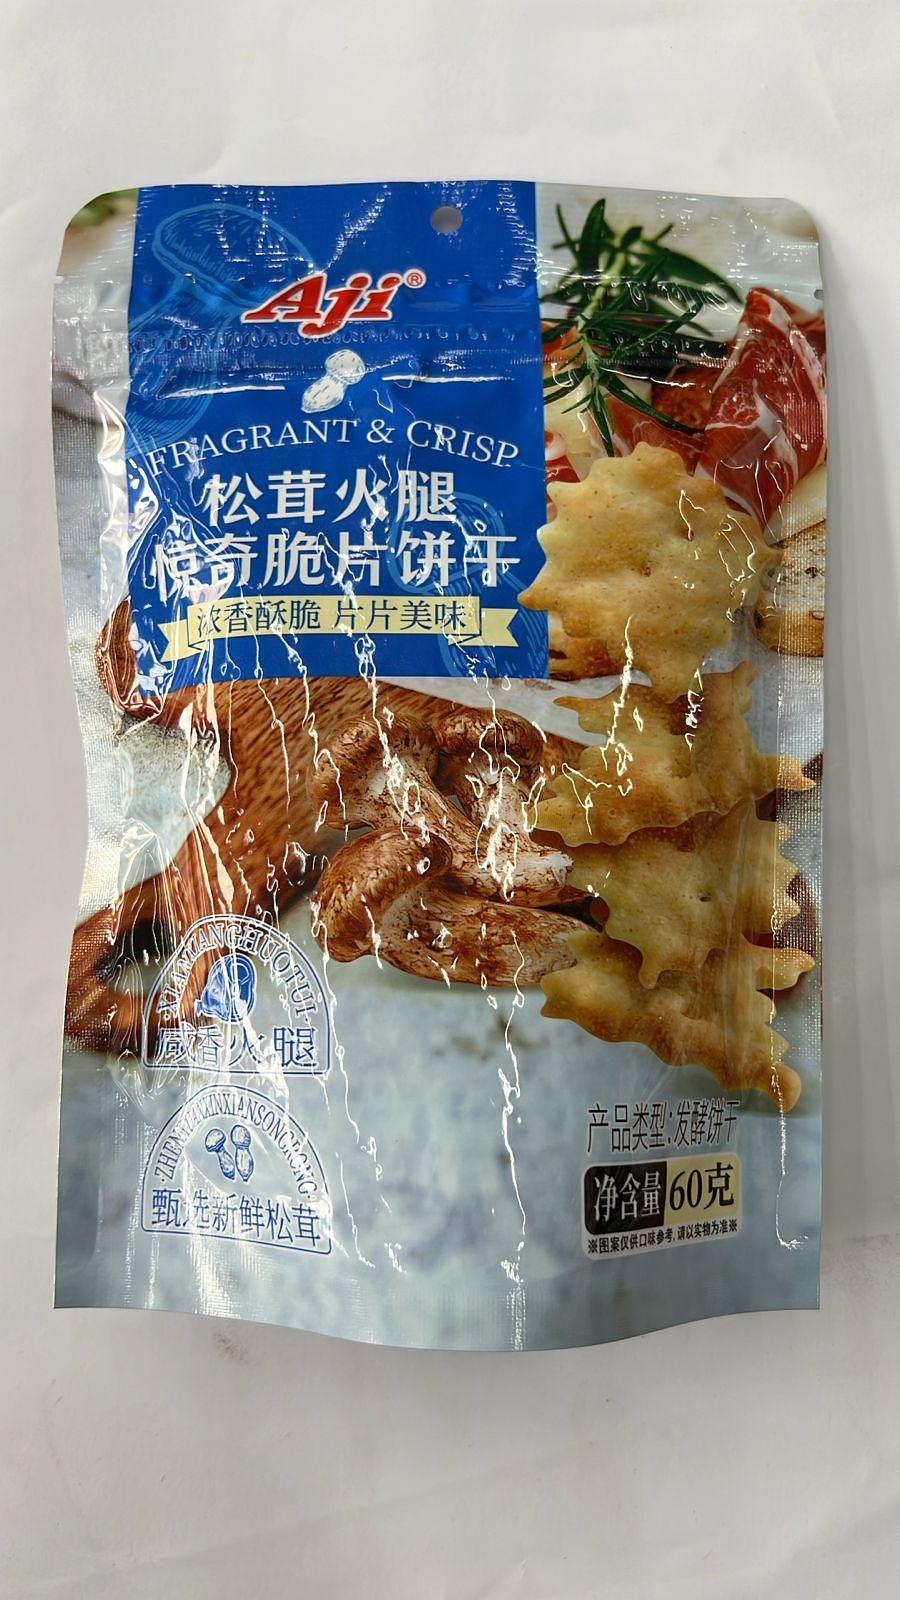 Aji®
FRAGRANT & CRISP
松茸火腿
惊奇脆片饼干
浓香酥脆 片片美味
·XIANXIANGHUOTUI·
咸香火腿
甄选新鲜松茸
产品类型:发酵饼干
净含量 60克
※图案仅供口味参考,请以实物为准※